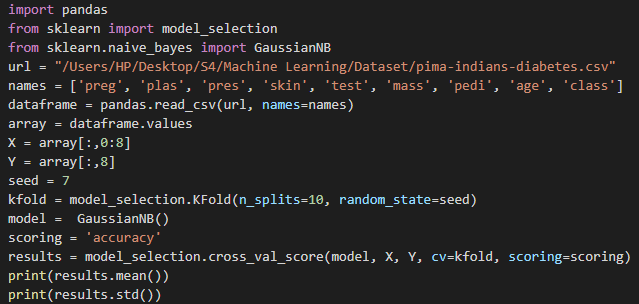 import pandas
from sklearn import model_selection
from sklearn.naive_bayes import GaussianNB
url = "/Users/HP/Desktop/S4/Machine Learning/Dataset/pima-indians-diabetes.csv"
names = ['preg', 'plas', 'pres', 'skin', 'test', 'mass', 'pedi', 'age', 'class']
dataframe = pandas.read_csv(url, names=names)
array = dataframe.values
X = array[:,0:8]
Y = array[:,8]
seed = 7
kfold = model_selection.KFold(n_splits=10, random_state=seed)
model =  GaussianNB()
scoring = 'accuracy'
results = model_selection.cross_val_score(model, X, Y, cv=kfold, scoring=scoring)
print(results.mean())
print(results.std())